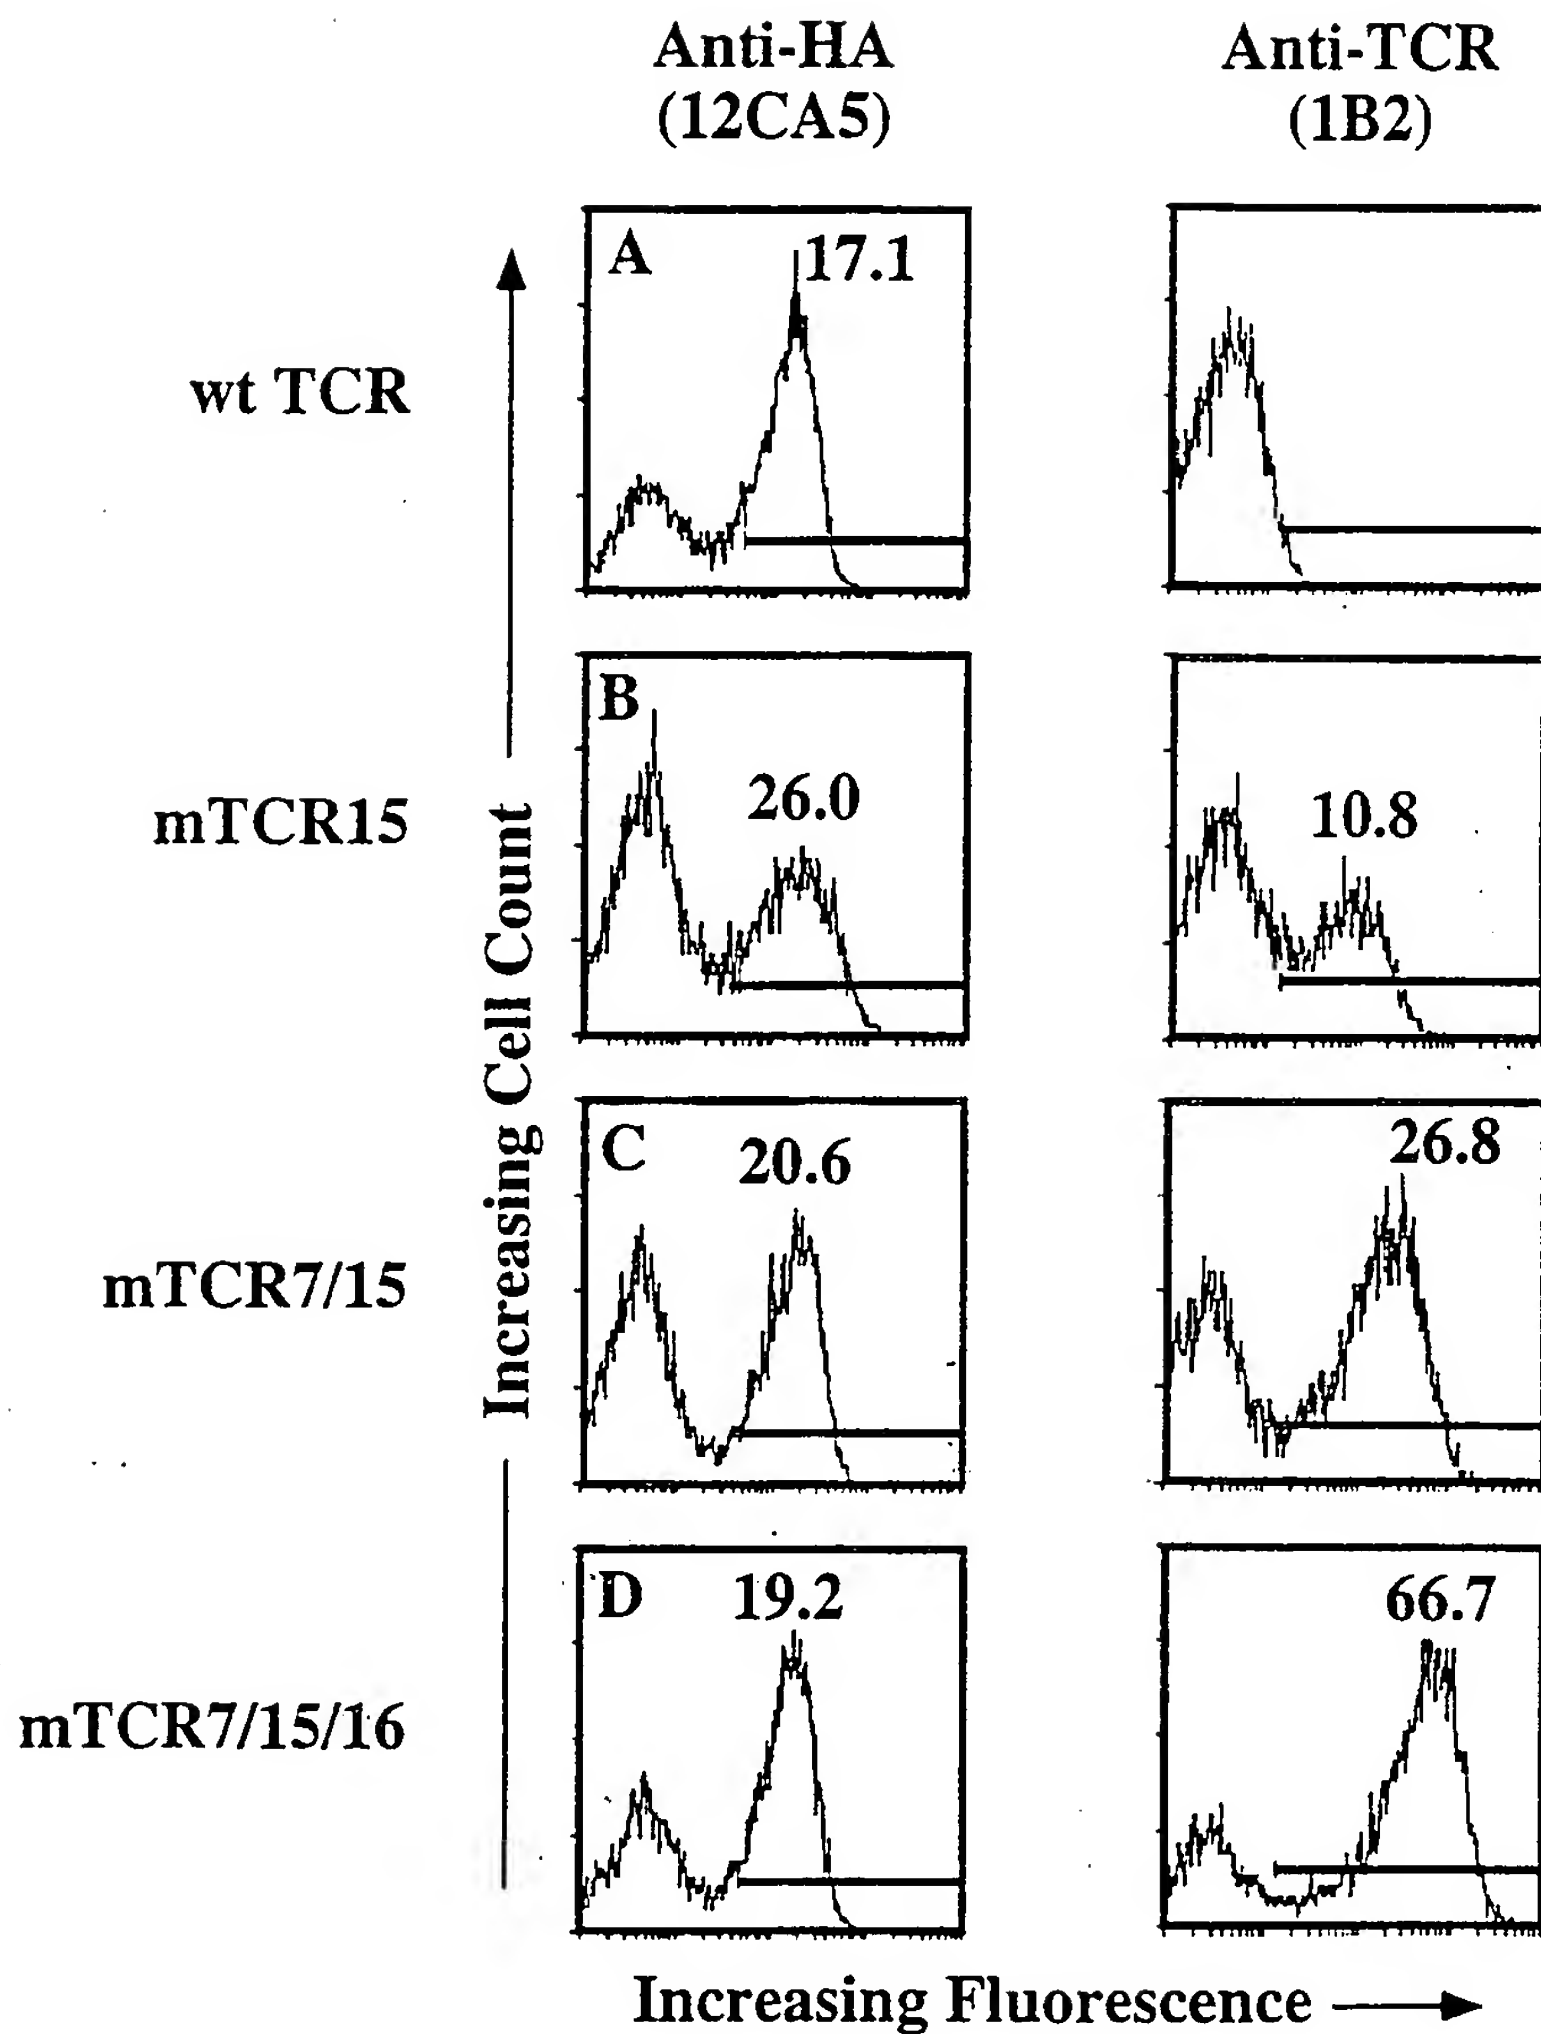 Anti-HA
(12CA5)
Anti-TCR
(1B2)
wt TCR
A
17.1
mTCR15
B
26.0
10.8
mTCR7/15
C
20.6
26.8
mTCR7/15/16
D
19.2
66.7
Increasing Cell Count
Increasing Fluorescence